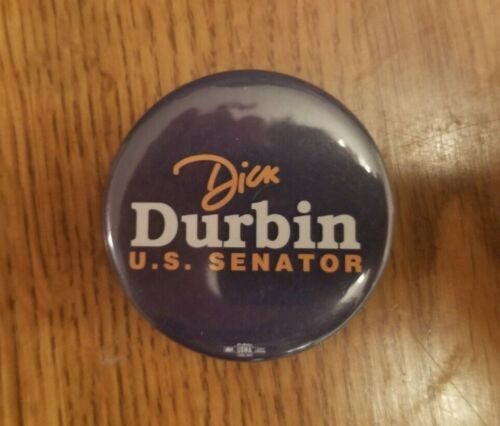 Dick
Durbin
U.S. SENATOR